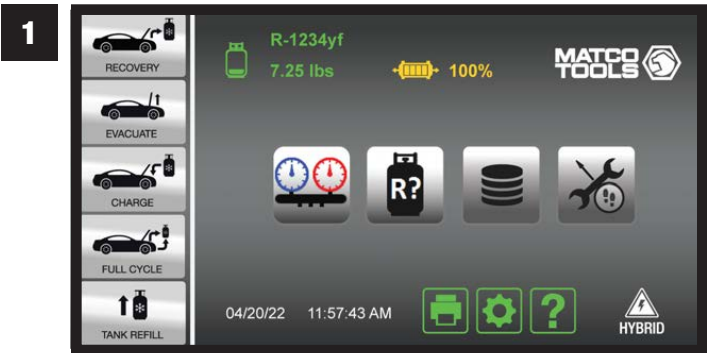 1
RECOVERY
EVACUATE
CHARGE
FULL CYCLE
TANK REFILL
R-1234yf
7.25 lbs
100%
MATCO
TOOLS
R?
04/20/22 11:57:43 AM
?
HYBRID